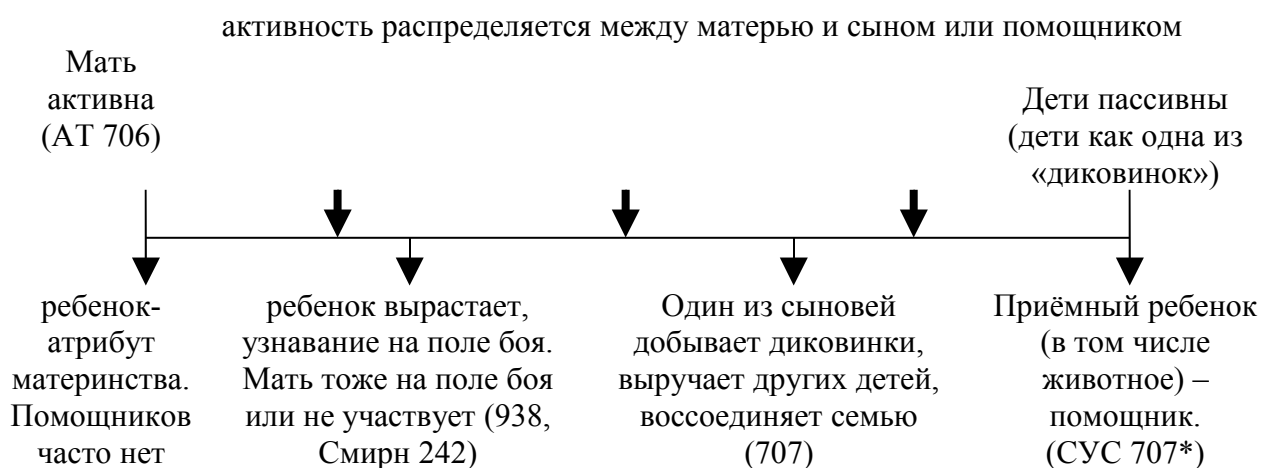 активность распределяется между матерью и сыном или помощником
Мать
активна
(АТ 706)
Дети пассивны
(дети как одна из
«диковинок»)
ребенок-
атрибут
материнства.
Помощников
часто нет
ребенок вырастает,
узнавание на поле боя.
Мать тоже на поле боя
или не участвует (938,
Смирн 242)
Один из сыновей
добывает диковинки,
выручает других детей,
воссоединяет семью
(707)
Приёмный ребенок
(в том числе
животное) –
помощник.
(СУС 707*)